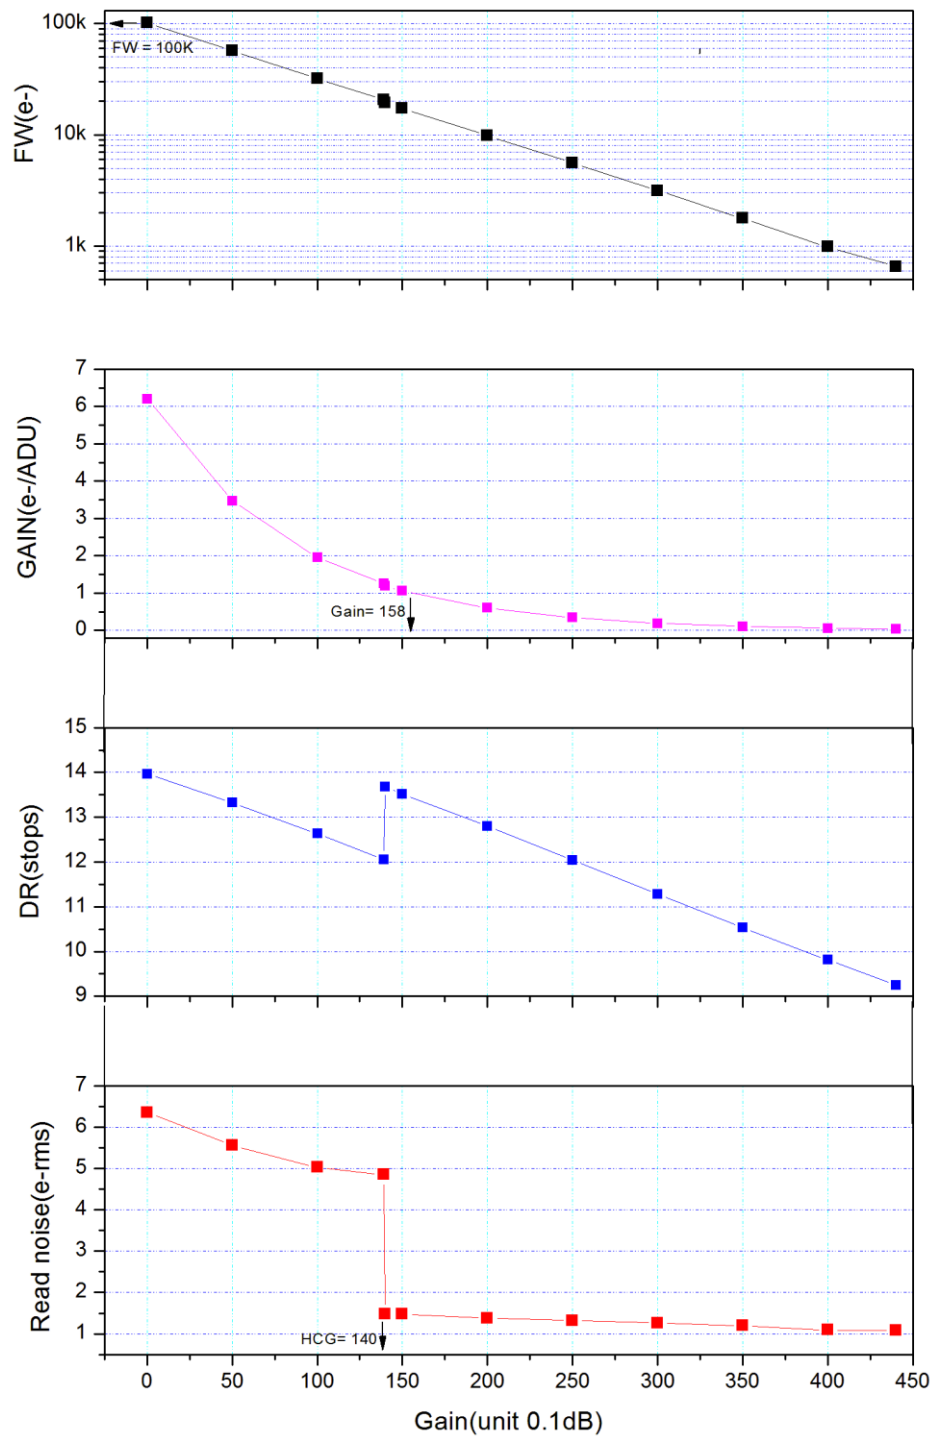 100k
10k
1k
FW(e-)
FW = 100K
7
6
5
4
3
2
1
0
GAIN(e-/ADU)
Gain= 158
15
14
13
12
11
10
9
DR(stops)
7
6
5
4
3
2
1
Read noise(e-rms)
HCG= 140
0 50 100 150 200 250 300 350 400 450
Gain(unit 0.1dB)